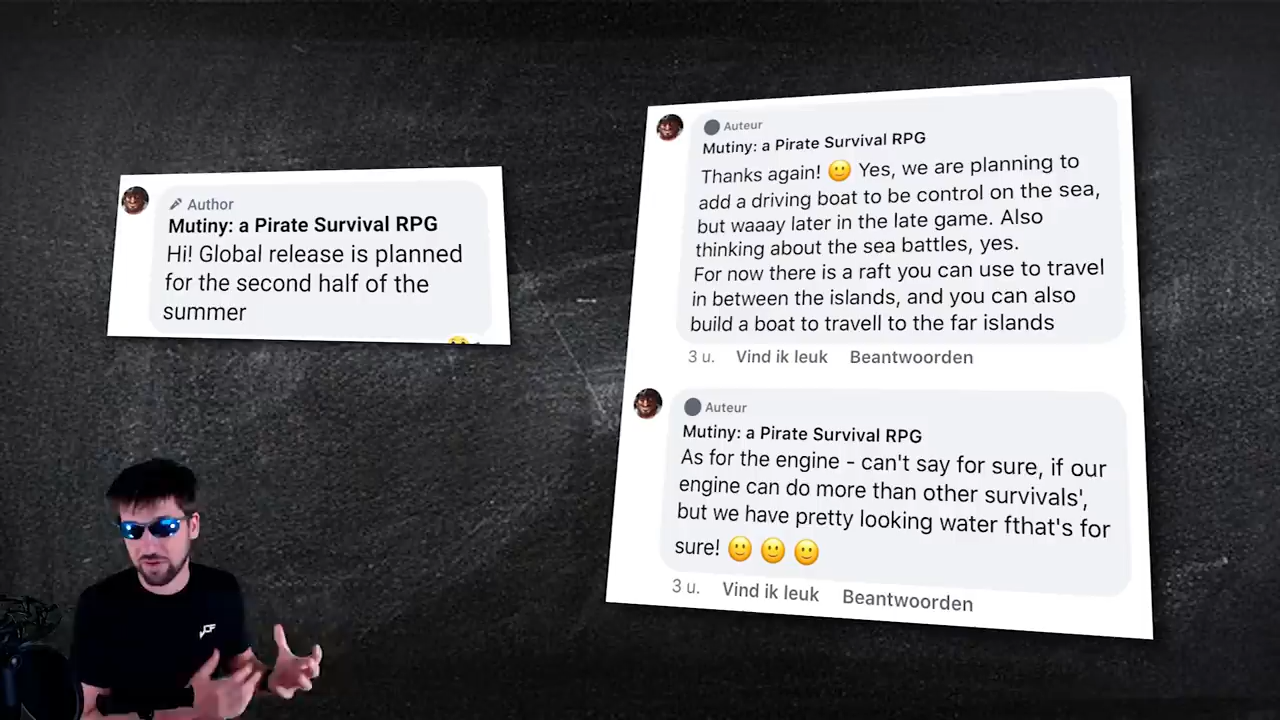 Author
Mutiny: a Pirate Survival RPG
Hi! Global release is planned
for the second half of the
summer
Auteur
Mutiny: a Pirate Survival RPG
Thanks again! 🙂 Yes, we are planning to
add a driving boat to be control on the sea,
but waaay later in the late game. Also
thinking about the sea battles, yes.
For now there is a raft you can use to travel
in between the islands, and you can also
build a boat to travell to the far islands
3 u. Vind ik leuk Beantwoorden
Auteur
Mutiny: a Pirate Survival RPG
As for the engine - can't say for sure, if our
engine can do more than other survivals',
but we have pretty looking water fthat's for
sure! 🙂 🙂 🙂
3 u. Vind ik leuk Beantwoorden